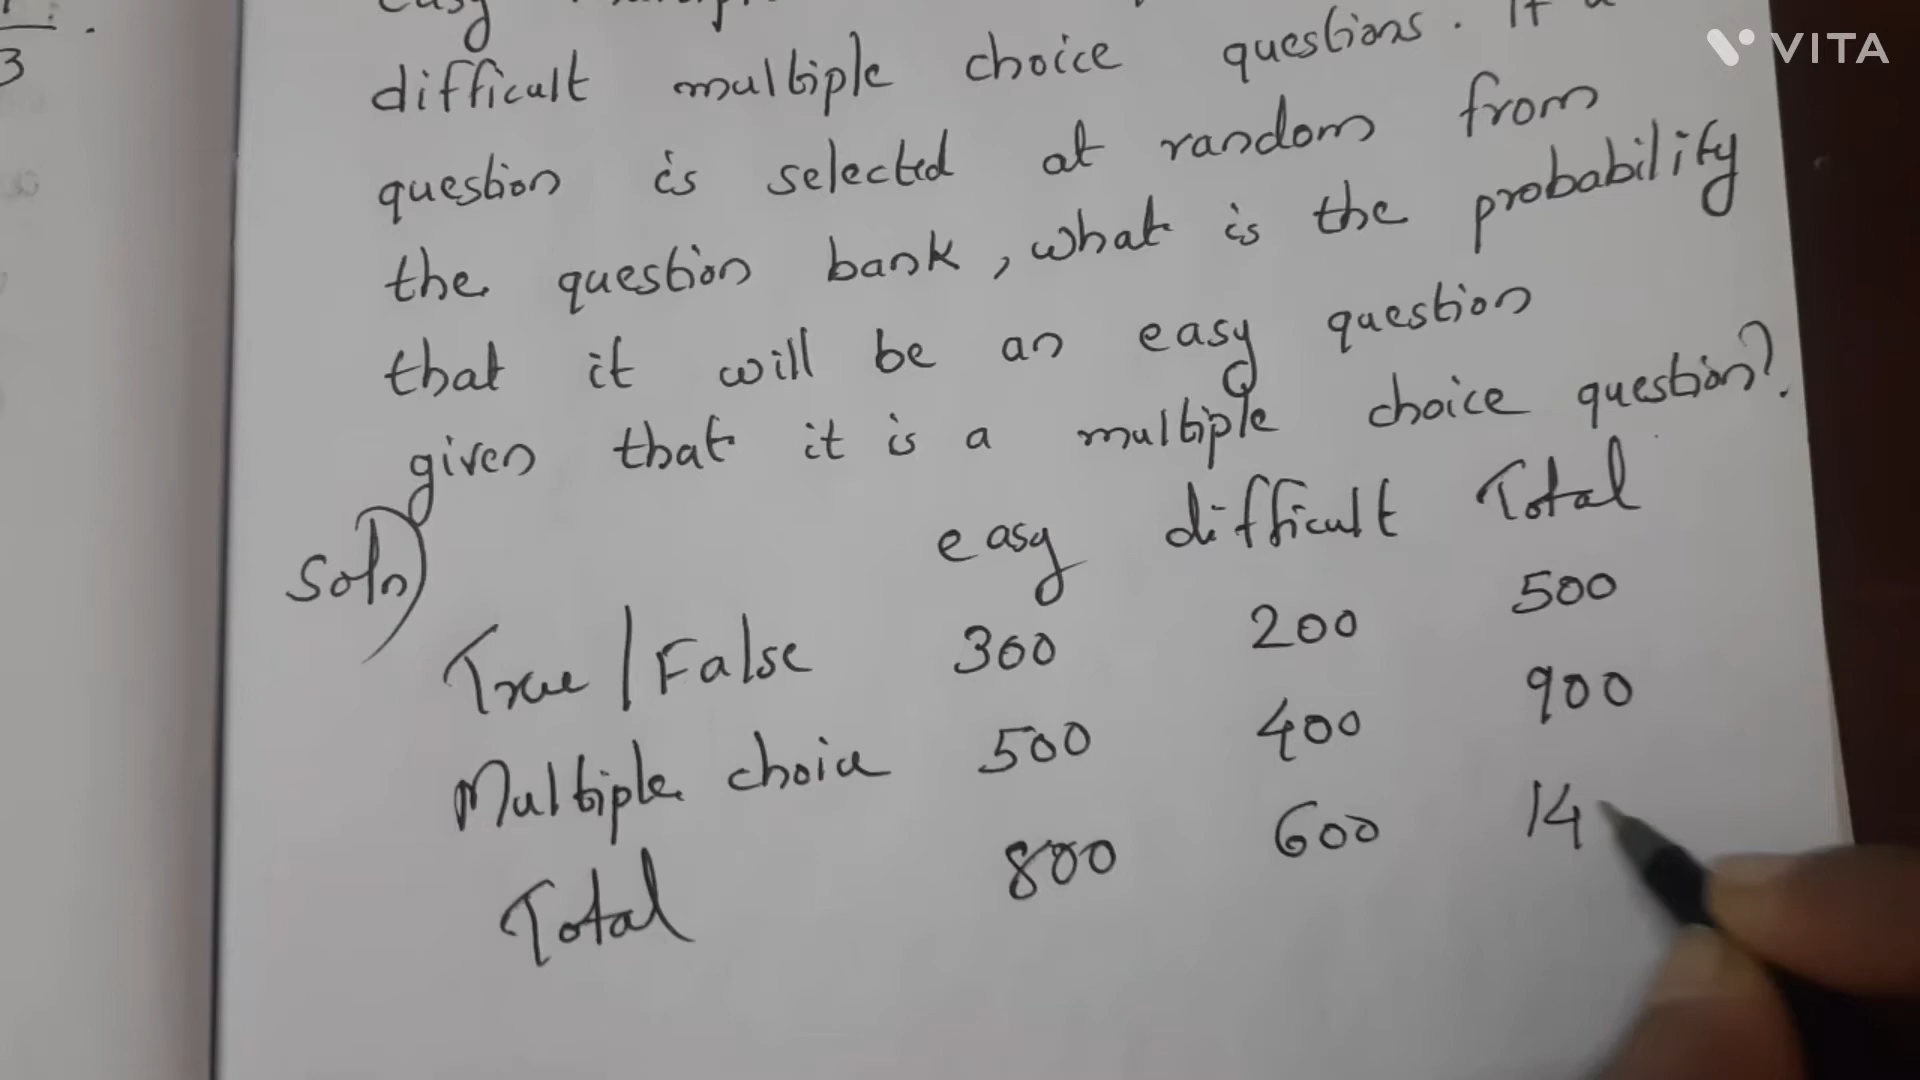 3
VITA
difficult multiple choice questions. If a
question is selected at random from
the question bank, what is the probability
that it will be an easy question
given that it is a multiple choice question?.
Soln)
easy difficult Total
True/False 300 200 500
Multiple choice 500 400 900
Total 800 600 14